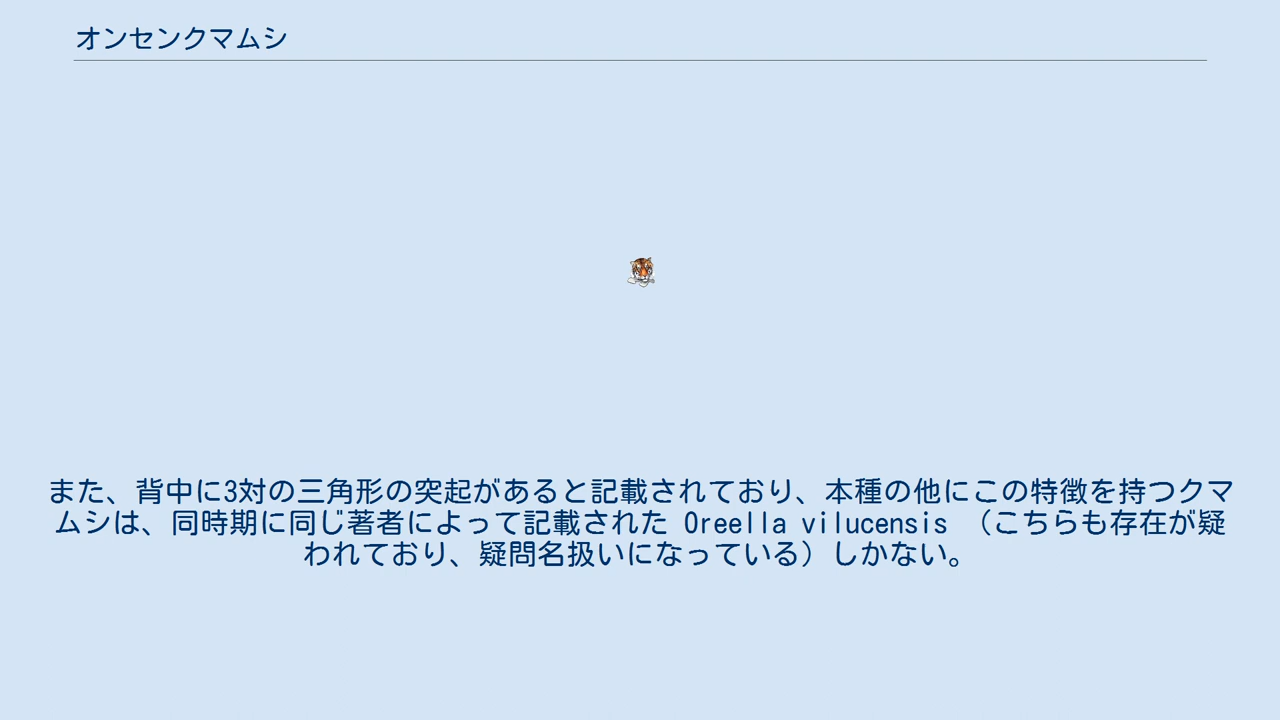 オンセンクマムシ
また、背中に3対の三角形の突起があると記載されており、本種の他にこの特徴を持つクマ
ムシは、同時期に同じ著者によって記載された Oreella vilucensis （こちらも存在が疑
われており、疑問名扱いになっている）しかない。